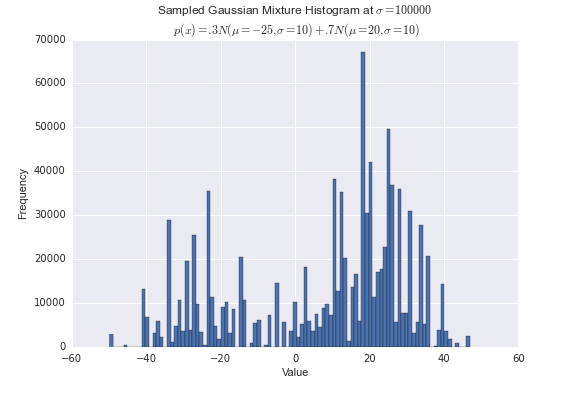 Sampled Gaussian Mixture Histogram at σ=100000
p(x)=.3N(μ=−25,σ=10)+.7N(μ=20,σ=10)
70000
60000
50000
40000
30000
20000
10000
0
Frequency
−60 −40 −20 0 20 40 60
Value